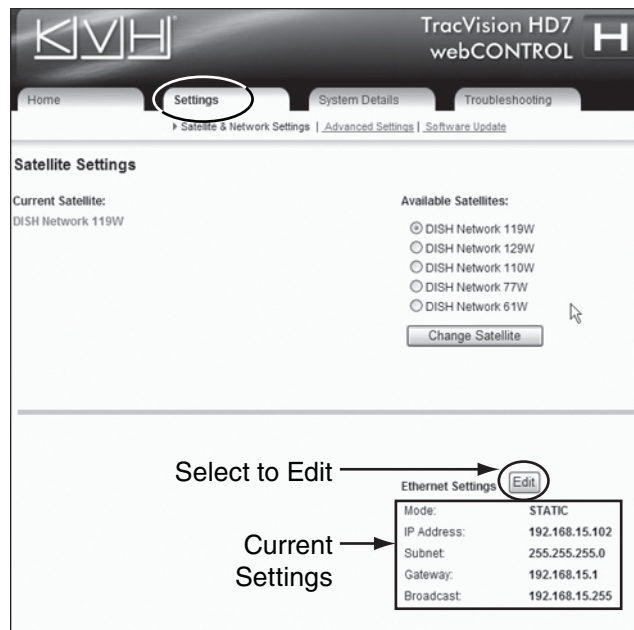 KVH
TracVision HD7
webCONTROL
H
Home
Settings
System Details
Troubleshooting
Satellite & Network Settings | Advanced Settings | Software Update
Satellite Settings
Current Satellite:
DISH Network 119W
Available Satellites:
DISH Network 119W
DISH Network 129W
DISH Network 110W
DISH Network 77W
DISH Network 61W
Change Satellite
Select to Edit
Ethernet Settings
Edit
Current
Settings
Mode: STATIC
IP Address: 192.168.15.102
Subnet: 255.255.255.0
Gateway: 192.168.15.1
Broadcast: 192.168.15.255